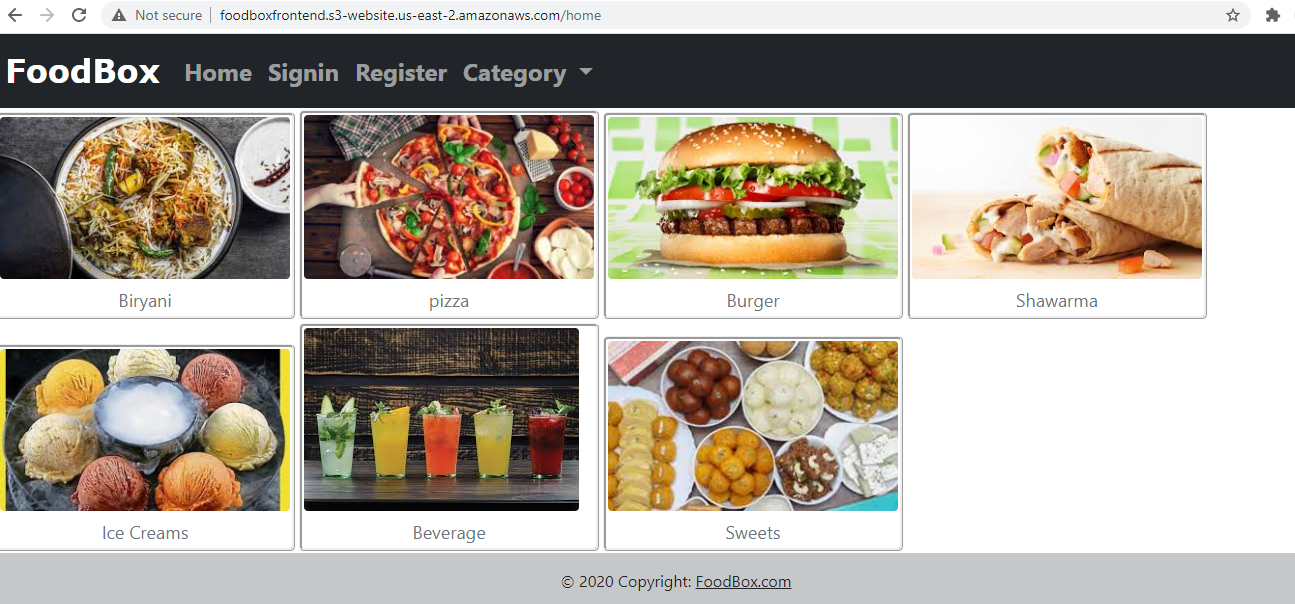 Not secure | foodboxfrontend.s3-website.us-east-2.amazonaws.com/home
FoodBox Home Signin Register Category
Biryani pizza Burger Shawarma
Ice Creams Beverage Sweets
© 2020 Copyright: FoodBox.com